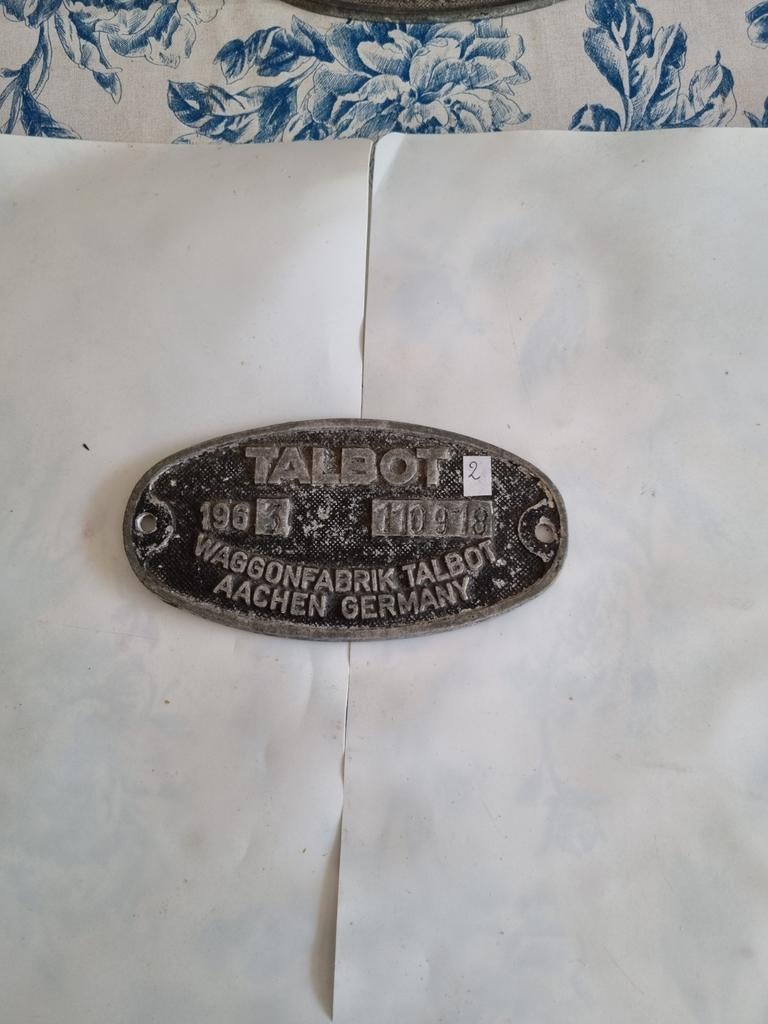 TALBOT 2
1963 110918
WAGGONFABRIK TALBOT
AACHEN GERMANY